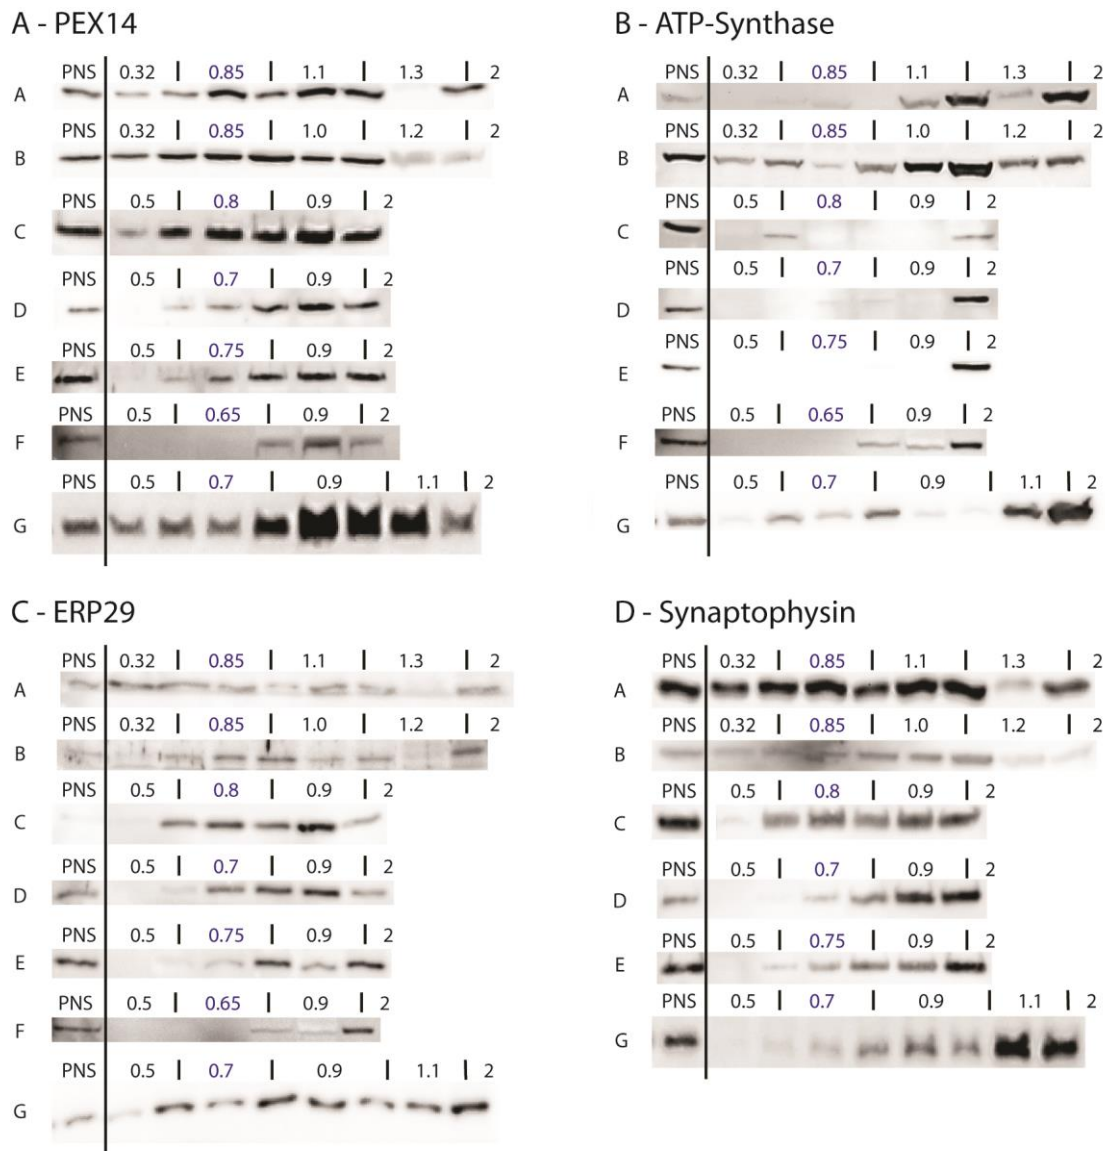 A - PEX14
PNS 0.32 | 0.85 | 1.1 | 1.3 | 2
A
PNS 0.32 | 0.85 | 1.0 | 1.2 | 2
B
PNS 0.5 | 0.8 | 0.9 | 2
C
PNS 0.5 | 0.7 | 0.9 | 2
D
PNS 0.5 | 0.75 | 0.9 | 2
E
PNS 0.5 | 0.65 | 0.9 | 2
F
PNS 0.5 | 0.7 | 0.9 | 1.1 | 2
G
B - ATP-Synthase
PNS 0.32 | 0.85 | 1.1 | 1.3 | 2
A
PNS 0.32 | 0.85 | 1.0 | 1.2 | 2
B
PNS 0.5 | 0.8 | 0.9 | 2
C
PNS 0.5 | 0.7 | 0.9 | 2
D
PNS 0.5 | 0.75 | 0.9 | 2
E
PNS 0.5 | 0.65 | 0.9 | 2
F
PNS 0.5 | 0.7 | 0.9 | 1.1 | 2
G
C - ERP29
PNS 0.32 | 0.85 | 1.1 | 1.3 | 2
A
PNS 0.32 | 0.85 | 1.0 | 1.2 | 2
B
PNS 0.5 | 0.8 | 0.9 | 2
C
PNS 0.5 | 0.7 | 0.9 | 2
D
PNS 0.5 | 0.75 | 0.9 | 2
E
PNS 0.5 | 0.65 | 0.9 | 2
F
PNS 0.5 | 0.7 | 0.9 | 1.1 | 2
G
D - Synaptophysin
PNS 0.32 | 0.85 | 1.1 | 1.3 | 2
A
PNS 0.32 | 0.85 | 1.0 | 1.2 | 2
B
PNS 0.5 | 0.8 | 0.9 | 2
C
PNS 0.5 | 0.7 | 0.9 | 2
D
PNS 0.5 | 0.75 | 0.9 | 2
E
PNS 0.5 | 0.7 | 0.9 | 1.1 | 2
G